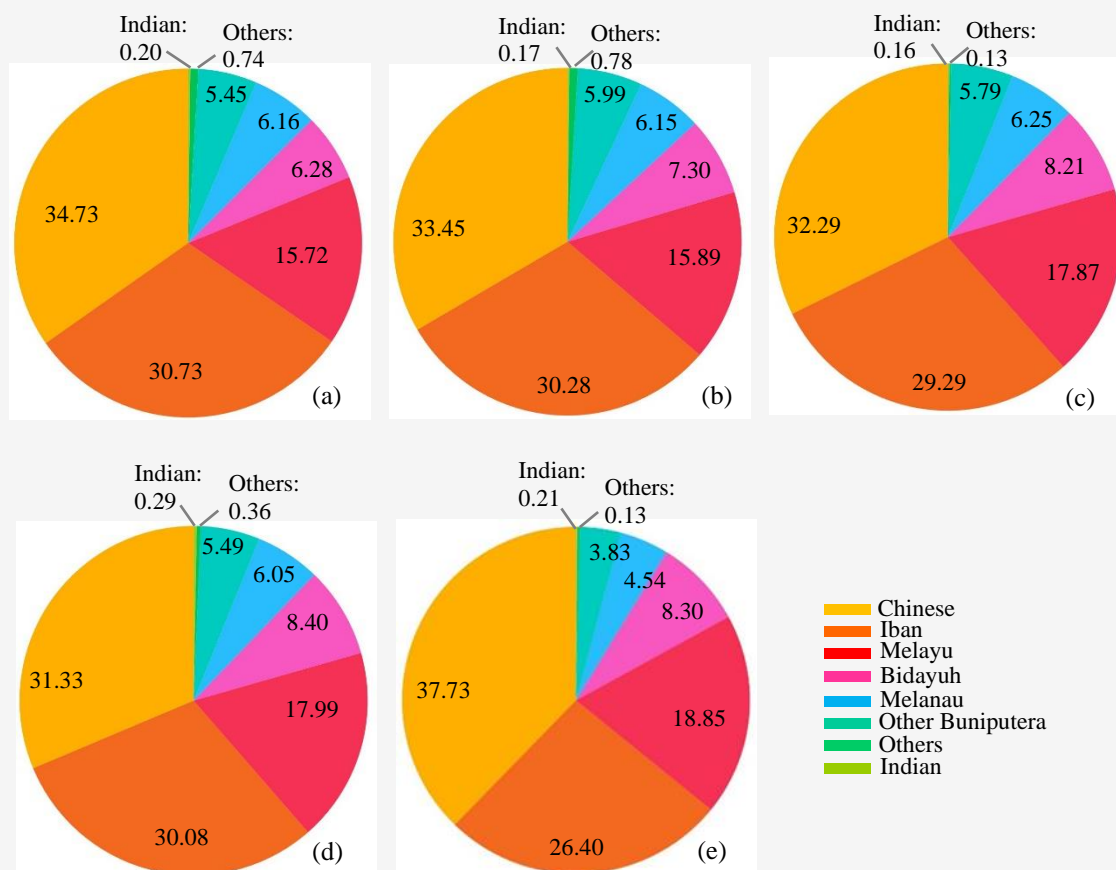 Indian:
0.20
Others:
0.74
5.45
6.16
6.28
34.73
15.72
30.73
(a)
Indian:
0.17
Others:
0.78
5.99
6.15
7.30
33.45
15.89
30.28
(b)
Indian:
0.16
Others:
0.13
5.79
6.25
8.21
32.29
17.87
29.29
(c)
Indian:
0.29
Others:
0.36
5.49
6.05
8.40
31.33
17.99
30.08
(d)
Indian:
0.21
Others:
0.13
3.83
4.54
8.30
37.73
18.85
26.40
(e)
Chinese
Iban
Melayu
Bidayuh
Melanau
Other Buniputera
Others
Indian